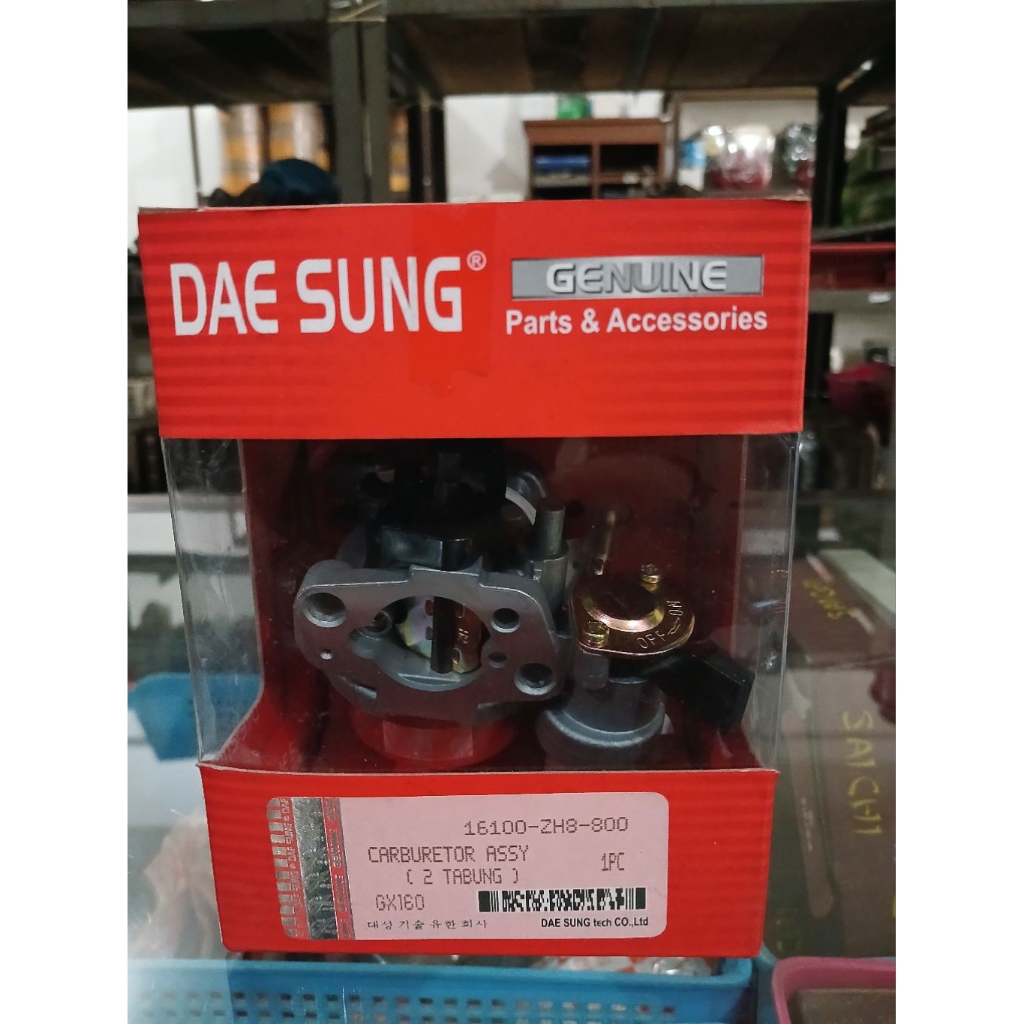 DAE SUNG®
GENUINE
Parts & Accessories
OFF ON
16100-ZH8-800
CARBURETOR ASSY
1PC
( 2 TABUNG )
GX160
대성 기술 유한회사
DAE SUNG tech CO.,Ltd
SAICHI